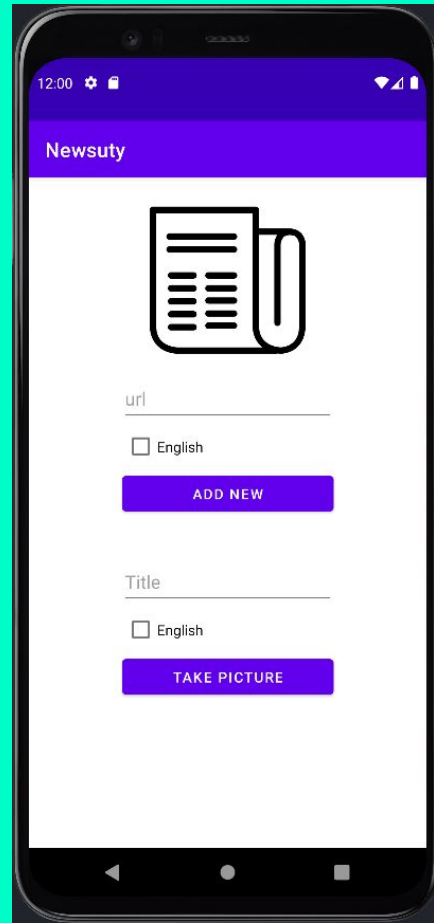 12:00
Newsuty
url
English
ADD NEW
Title
English
TAKE PICTURE